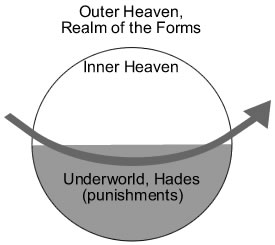 Outer Heaven,
Realm of the Forms
Inner Heaven
Underworld, Hades
(punishments)